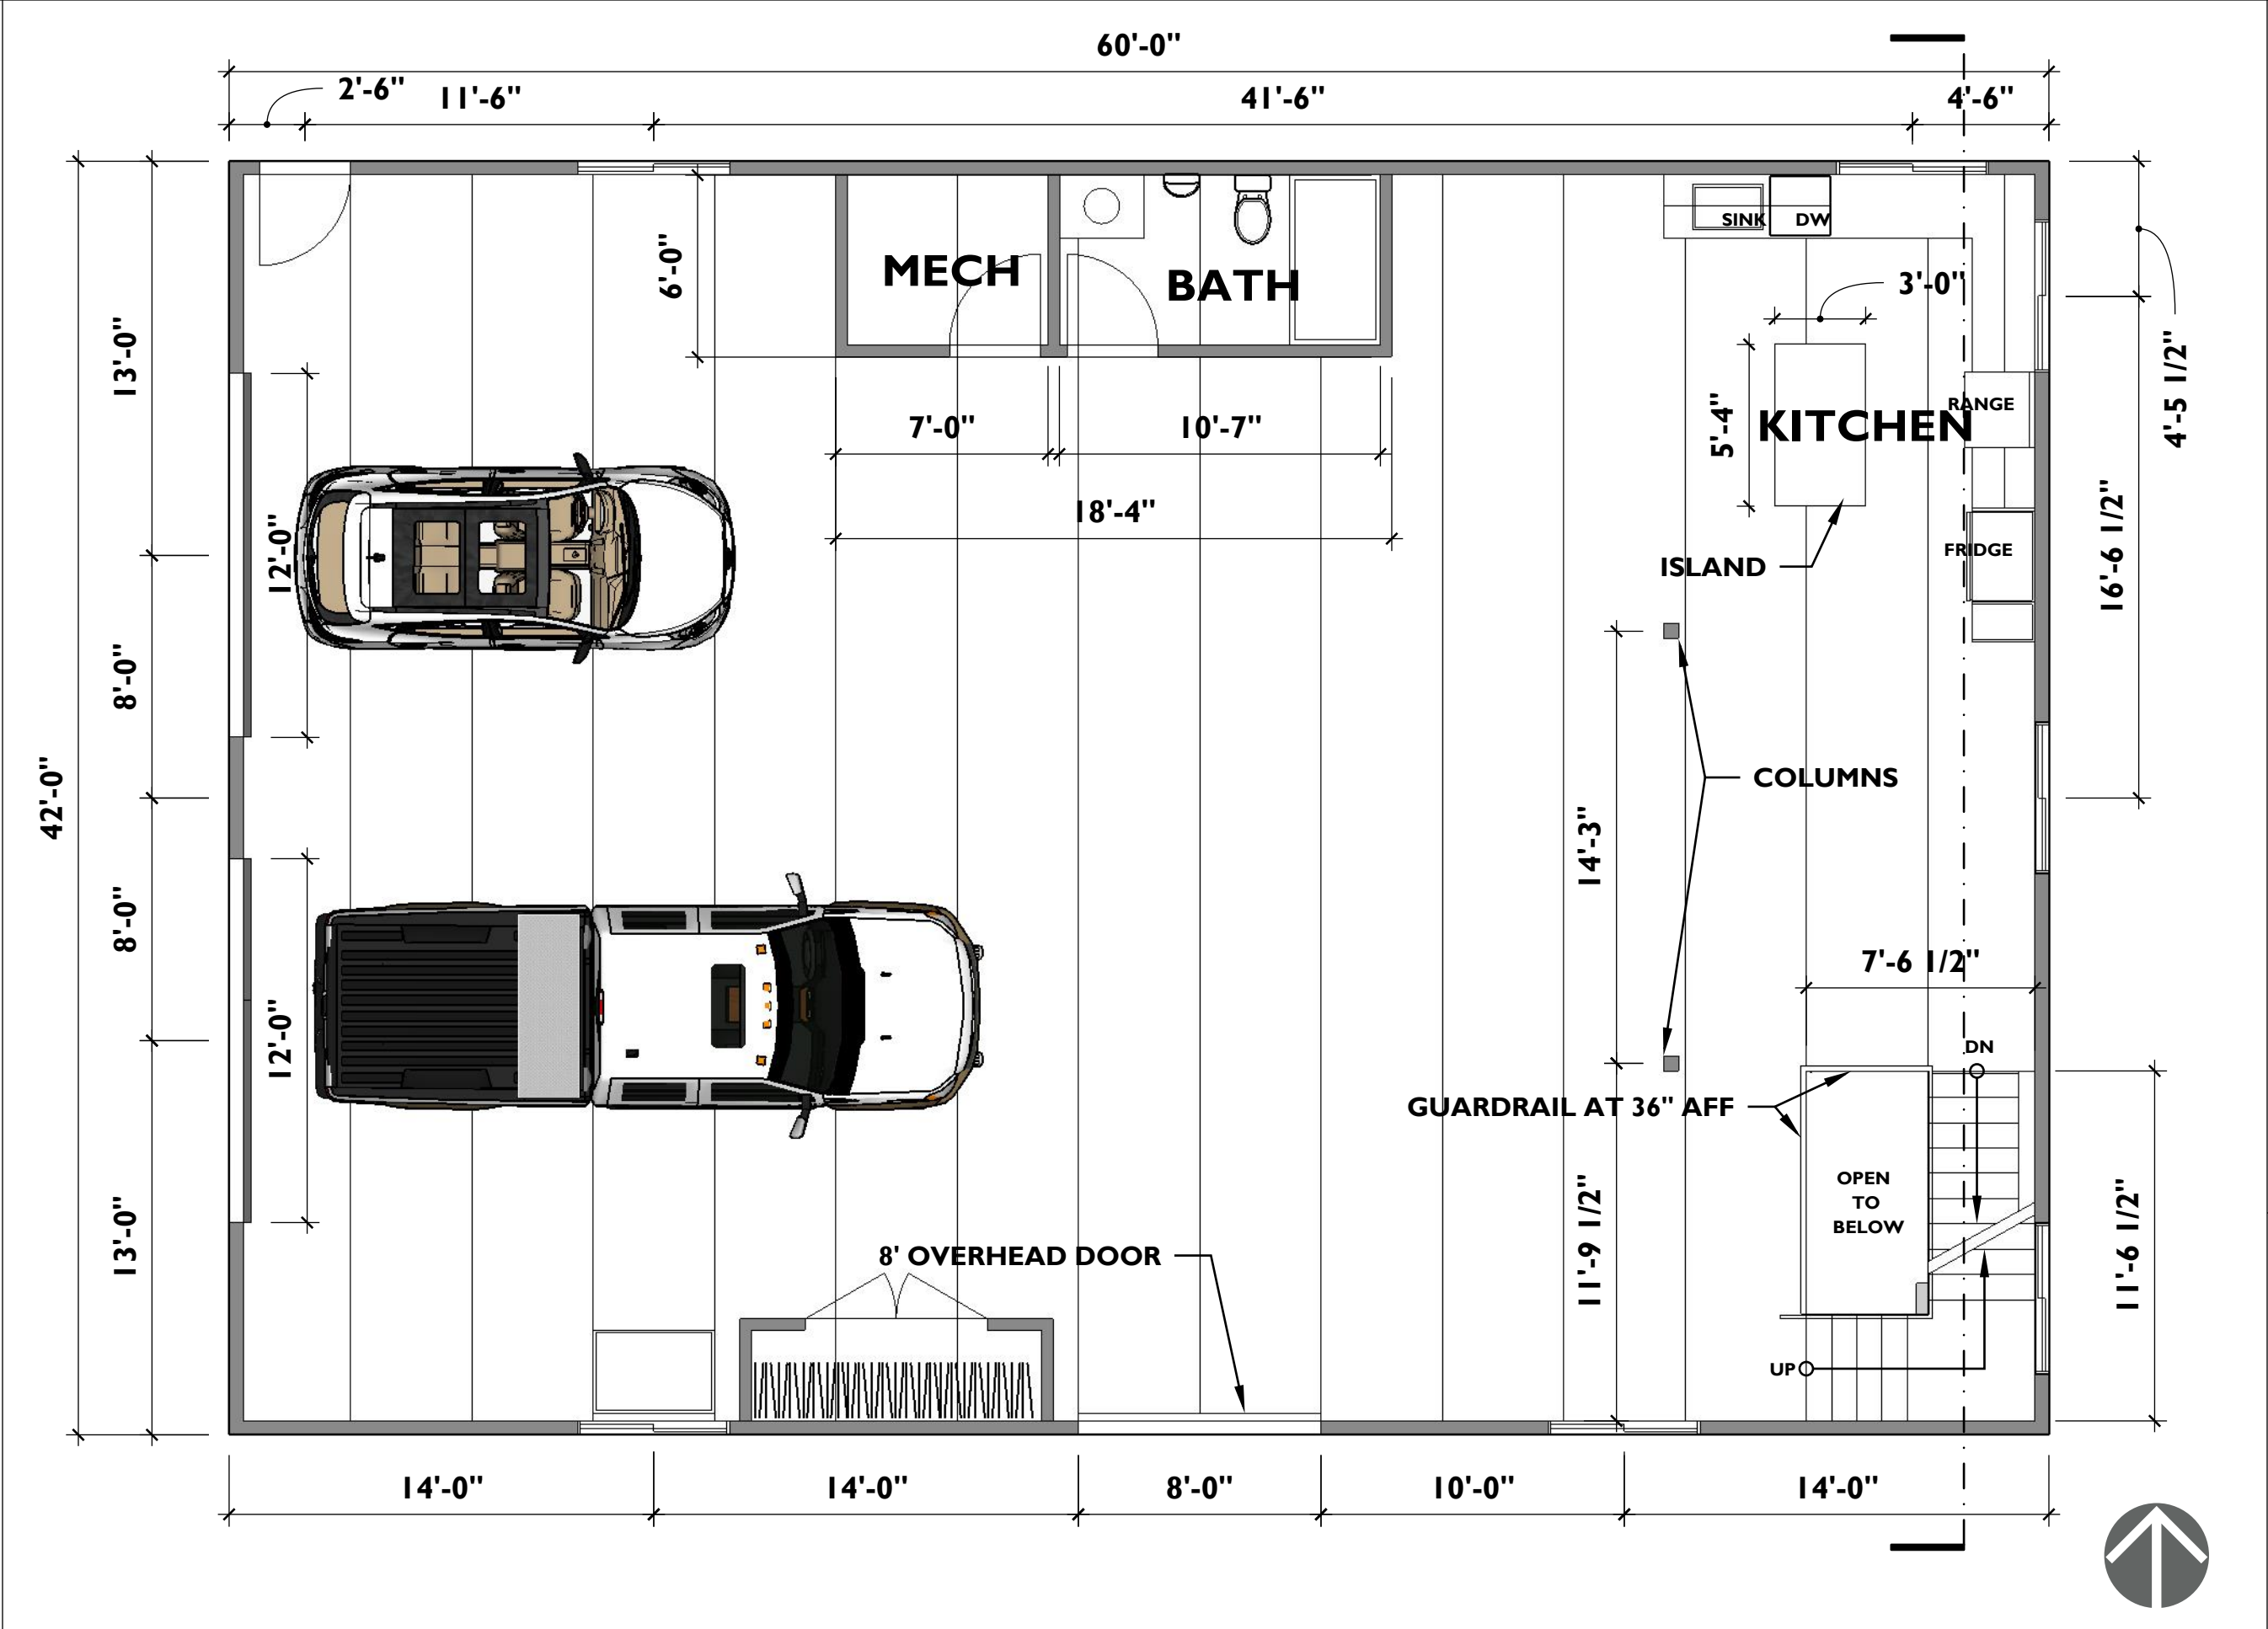 60'-0"
2'-6"
11'-6"
41'-6"
4'-6"
SINK
DW
6'-0"
MECH
BATH
3'-0"
13'-0"
4'-5 1/2"
5'-4"
KITCHEN
RANGE
7'-0"
10'-7"
18'-4"
12'-0"
16'-6 1/2"
FRIDGE
ISLAND
8'-0"
42'-0"
COLUMNS
14'-3"
8'-0"
7'-6 1/2"
12'-0"
DN
GUARDRAIL AT 36" AFF
OPEN
TO
BELOW
13'-0"
8' OVERHEAD DOOR
11'-9 1/2"
11'-6 1/2"
UP
14'-0"
14'-0"
8'-0"
10'-0"
14'-0"